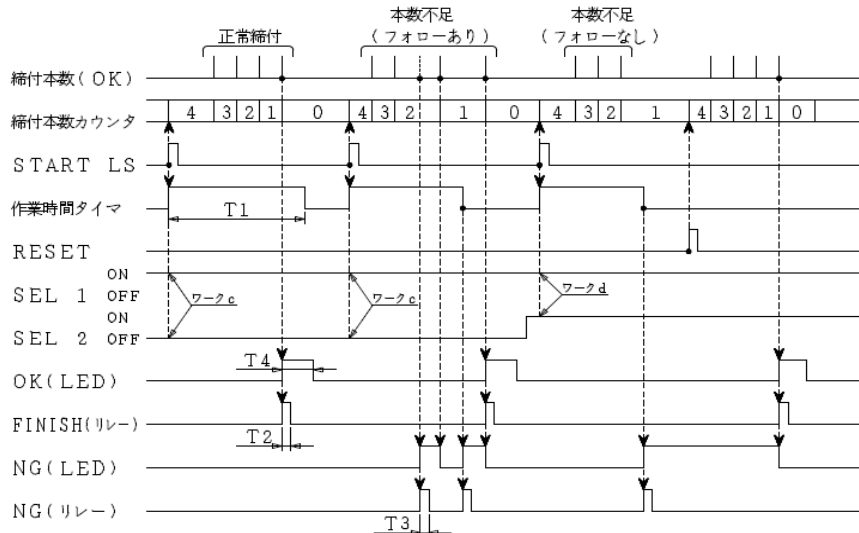 正常締付
本数不足
(フォローあり)
本数不足
(フォローなし)
締付本数(OK)
締付本数カウンタ
4 3 2 1 0 4 3 2 1 0 4 3 2 1 4 3 2 1 0
START LS
作業時間タイマ
T1
RESET
SEL 1 ON OFF
ワークc
ワークc
ワークd
SEL 2 ON OFF
OK(LED)
T4
FINISH(リレー)
T2
NG(LED)
NG(リレー)
T3